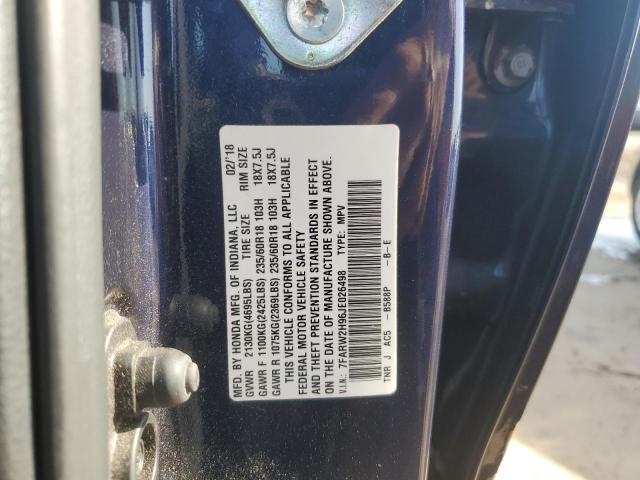 MFD. BY HONDA MFG. OF INDIANA, LLC 02/'18
GVWR 2130KG(4695LBS) TIRE SIZE RIM SIZE
GAWR F 1100KG(2425LBS) 235/60R18 103H 18X7.5J
GAWR R 1075KG(2369LBS) 235/60R18 103H 18X7.5J
THIS VEHICLE CONFORMS TO ALL APPLICABLE
FEDERAL MOTOR VEHICLE SAFETY
AND THEFT PREVENTION STANDARDS IN EFFECT
ON THE DATE OF MANUFACTURE SHOWN ABOVE.
V.I.N.: 7FARW2H96JE026498 TYPE: MPV
TNR J AC5 -B588P -B-E